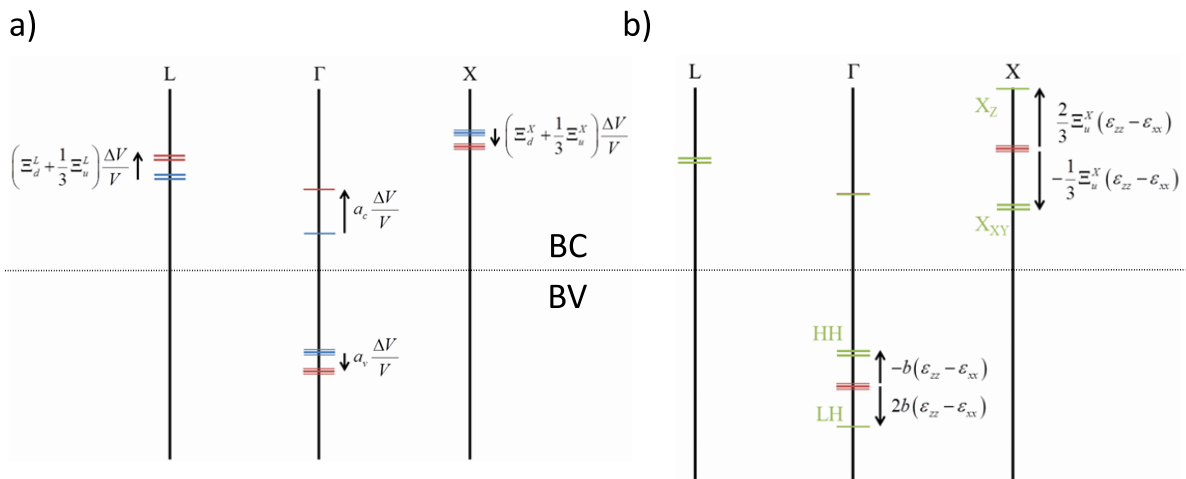 a)
L Γ X
(Ξ_d^L + 1/3 Ξ_u^L) ΔV/V
a_c ΔV/V
(Ξ_d^X + 1/3 Ξ_u^X) ΔV/V
a_v ΔV/V
BC
BV
b)
L Γ X
X_Z
2/3 Ξ_u^X (ε_zz − ε_xx)
−1/3 Ξ_u^X (ε_zz − ε_xx)
X_XY
HH
−b(ε_zz − ε_xx)
LH
2b(ε_zz − ε_xx)